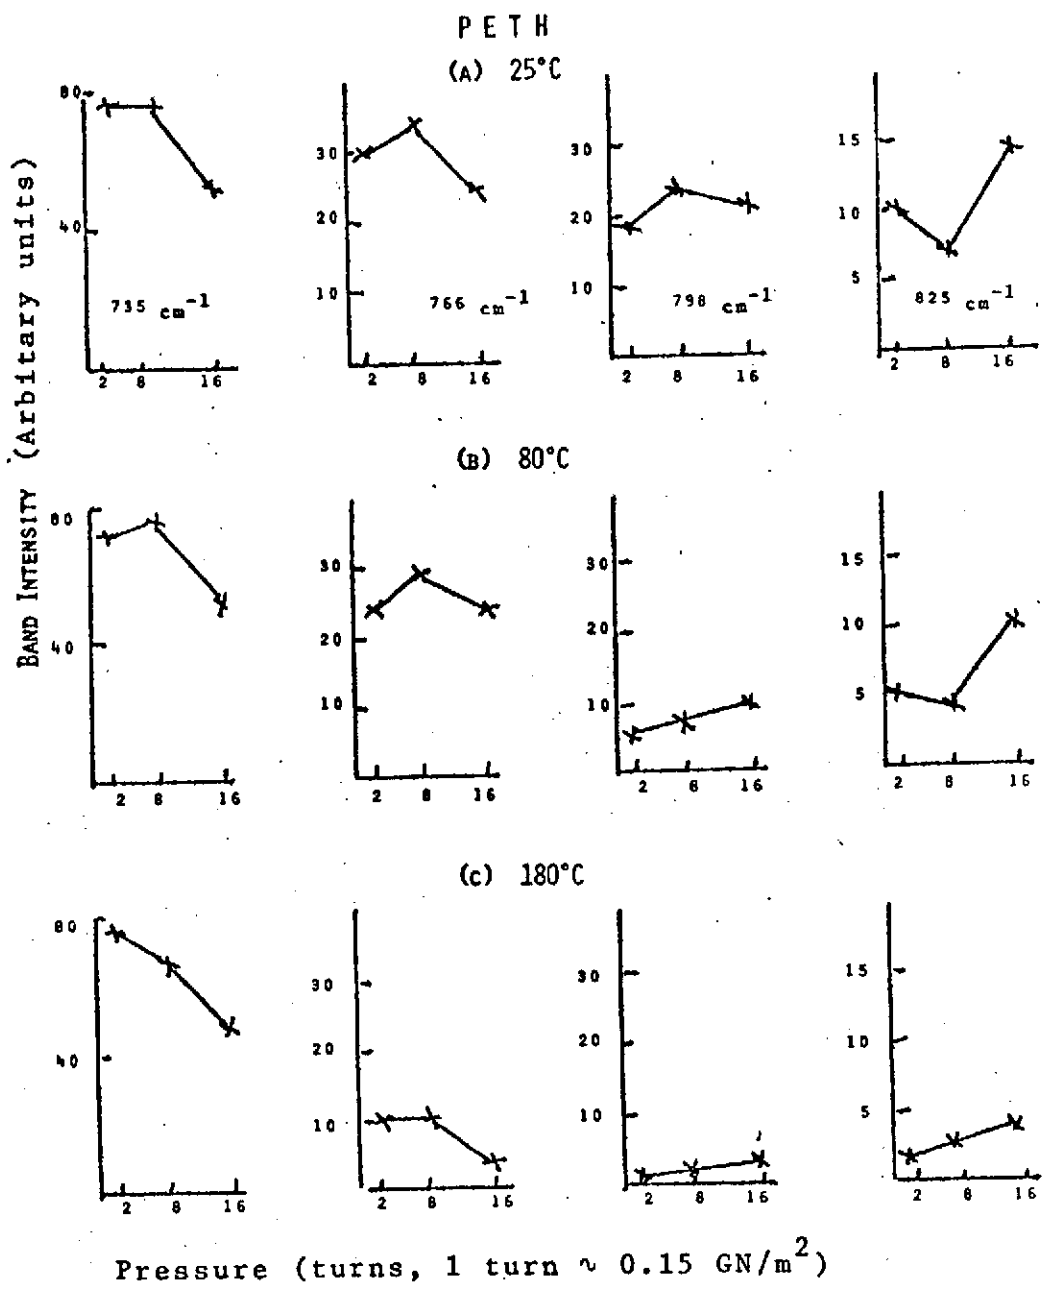 PETH
(A) 25°C
BAND INTENSITY (Arbitary units)
80
40
735 cm-1
2 8 16
30
20
10
766 cm-1
2 8 16
30
20
10
798 cm-1
2 8 16
15
10
5
825 cm-1
2 8 16
(B) 80°C
80
40
2 8 16
30
20
10
2 8 16
30
20
10
2 8 16
15
10
5
2 8 16
(C) 180°C
80
40
2 8 16
30
20
10
2 8 16
30
20
10
2 8 16
15
10
5
2 8 16
Pressure (turns, 1 turn ~ 0.15 GN/m2)